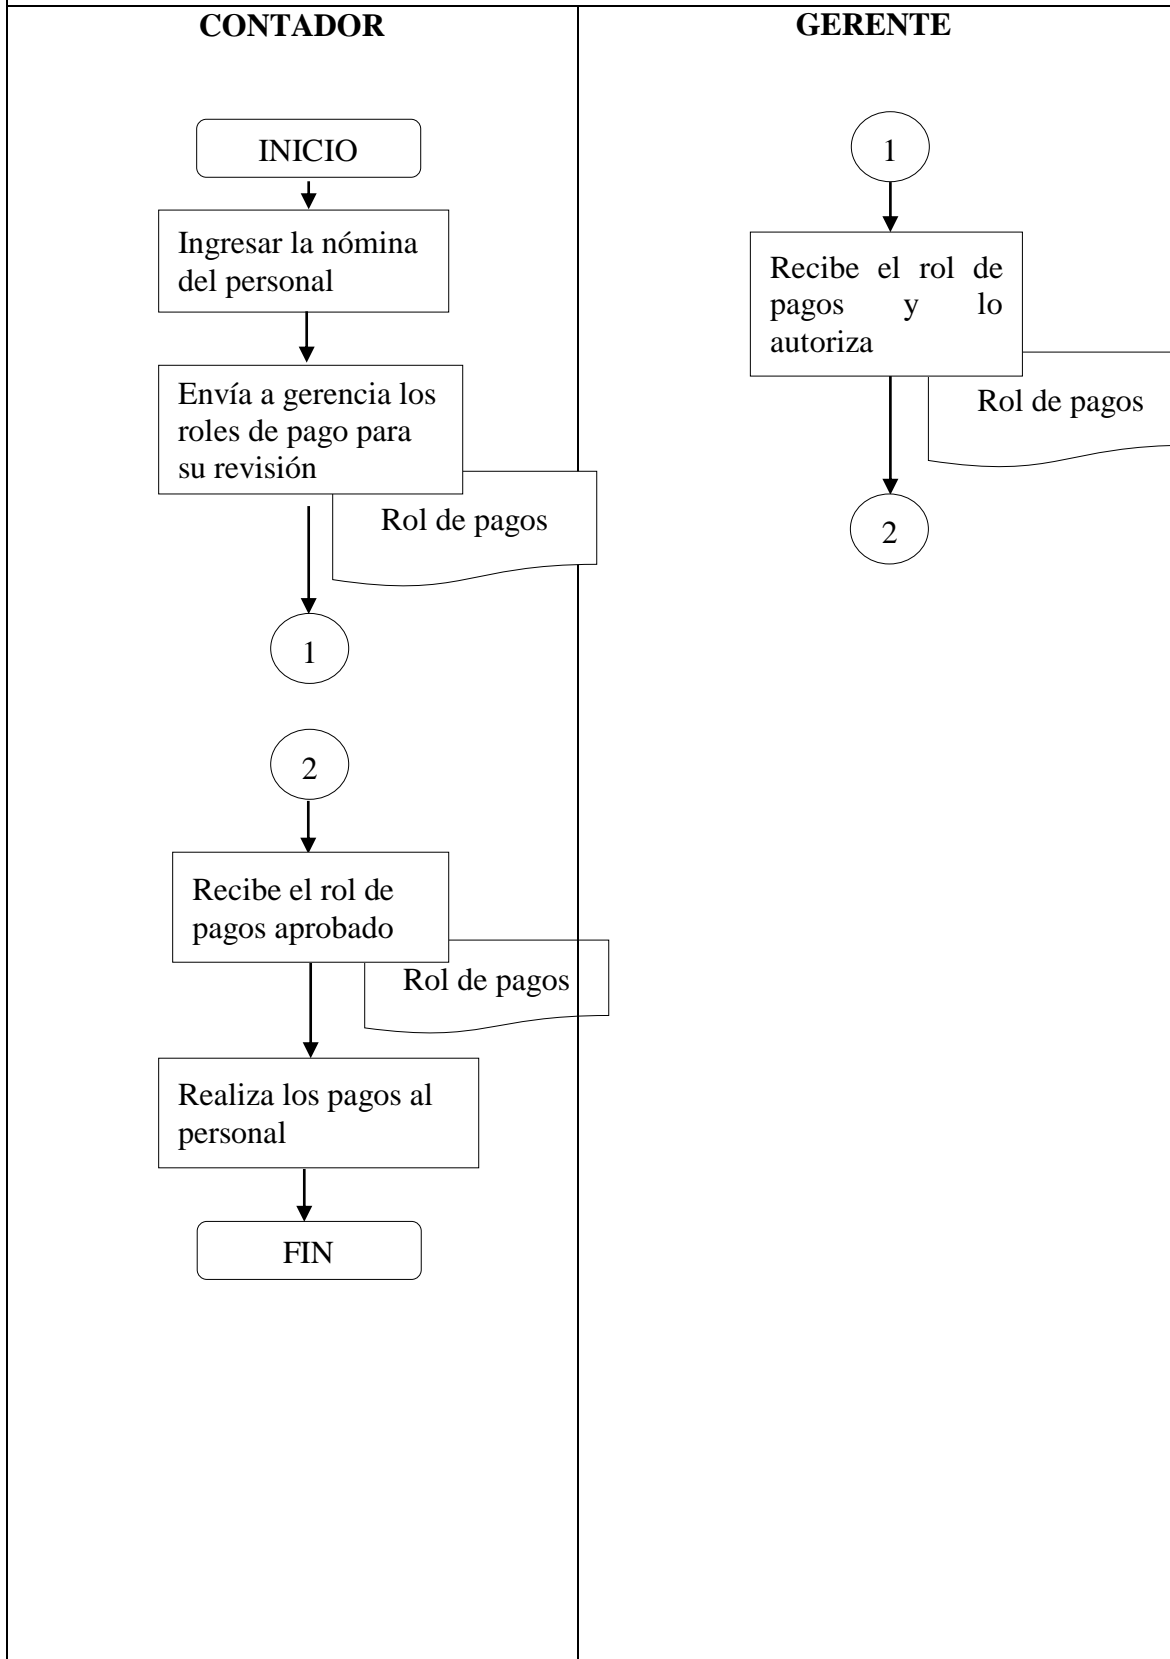 CONTADOR
INICIO
Ingresar la nómina
del personal
Envía a gerencia los
roles de pago para
su revisión
Rol de pagos
1
2
Recibe el rol de
pagos aprobado
Rol de pagos
Realiza los pagos al
personal
FIN
GERENTE
1
Recibe el rol de
pagos y lo
autoriza
Rol de pagos
2